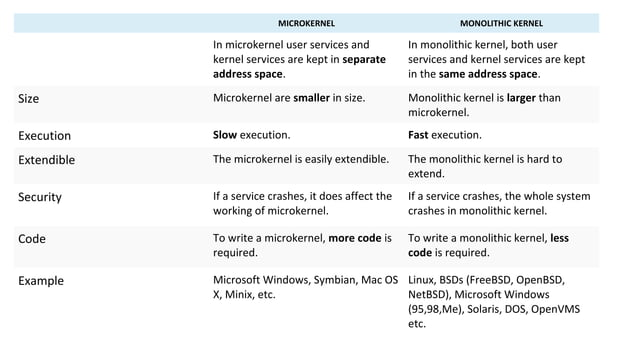 MICROKERNEL MONOLITHIC KERNEL
In microkernel user services and
kernel services are kept in separate
address space.
In monolithic kernel, both user
services and kernel services are kept
in the same address space.
Size
Microkernel are smaller in size.
Monolithic kernel is larger than
microkernel.
Execution
Slow execution.
Fast execution.
Extendible
The microkernel is easily extendible.
The monolithic kernel is hard to
extend.
Security
If a service crashes, it does affect the
working of microkernel.
If a service crashes, the whole system
crashes in monolithic kernel.
Code
To write a microkernel, more code is
required.
To write a monolithic kernel, less
code is required.
Example
Microsoft Windows, Symbian, Mac OS
X, Minix, etc.
Linux, BSDs (FreeBSD, OpenBSD,
NetBSD), Microsoft Windows
(95,98,Me), Solaris, DOS, OpenVMS
etc.